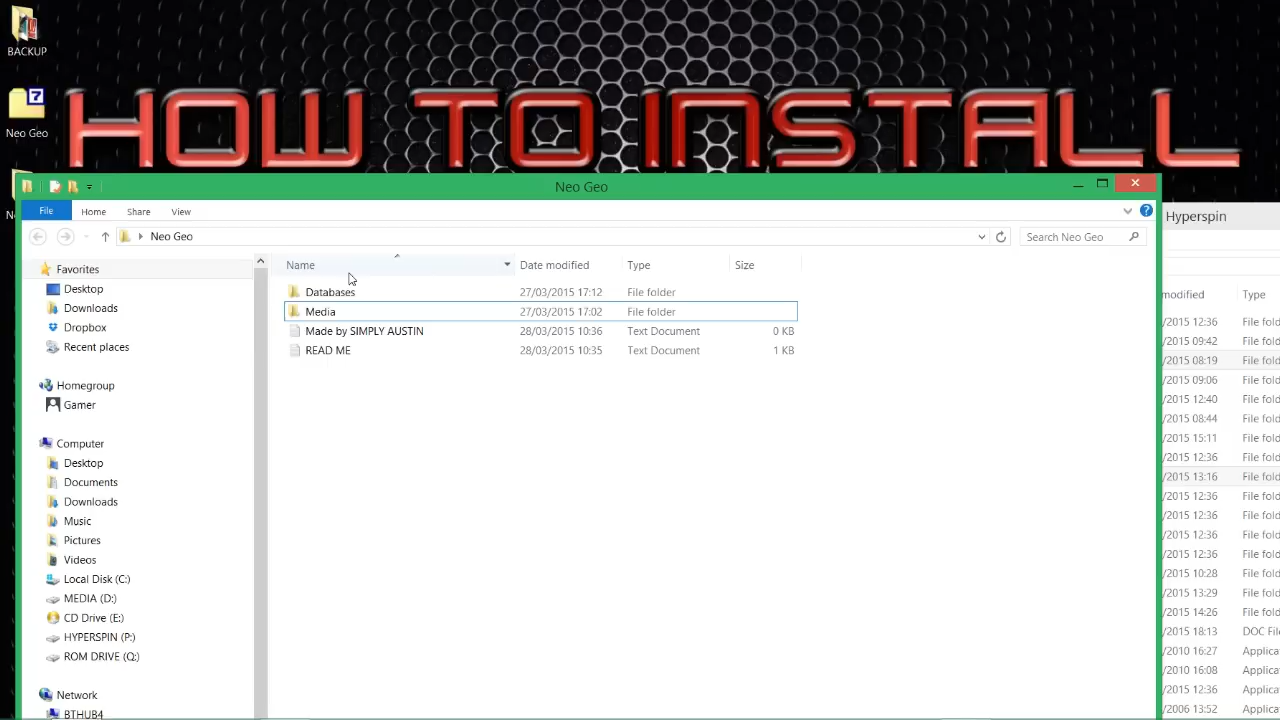 BACKUP
7
Neo Geo
HOW TO INSTALL
Neo Geo
File
Home
Share
View
?
Neo Geo
Search Neo Geo
Name
Date modified
Type
Size
Databases
27/03/2015 17:12
File folder
Media
27/03/2015 17:02
File folder
Made by SIMPLY AUSTIN
28/03/2015 10:36
Text Document
0 KB
READ ME
28/03/2015 10:35
Text Document
1 KB
Favorites
Desktop
Downloads
Dropbox
Recent places
Homegroup
Gamer
Computer
Desktop
Documents
Downloads
Music
Pictures
Videos
Local Disk (C:)
MEDIA (D:)
CD Drive (E:)
HYPERSPIN (P:)
ROM DRIVE (Q:)
Network
BTHUB4
Hyperspin
modified
Type
/2015 12:36
File fold
/2015 09:42
File fold
/2015 08:19
File fold
/2015 09:06
File fold
/2015 12:40
File fold
/2015 08:44
File fold
/2015 15:11
File fold
/2015 12:36
File fold
/2015 13:16
File fold
/2015 12:36
File fold
/2015 12:36
File fold
/2015 12:36
File fold
/2015 12:36
File fold
/2015 10:28
File fold
/2015 13:29
File fold
/2015 14:26
File fold
/2015 18:13
DOC File
/2010 16:27
Applica
/2010 16:08
Applica
/2015 12:36
Applica
/2006 13:52
Applica